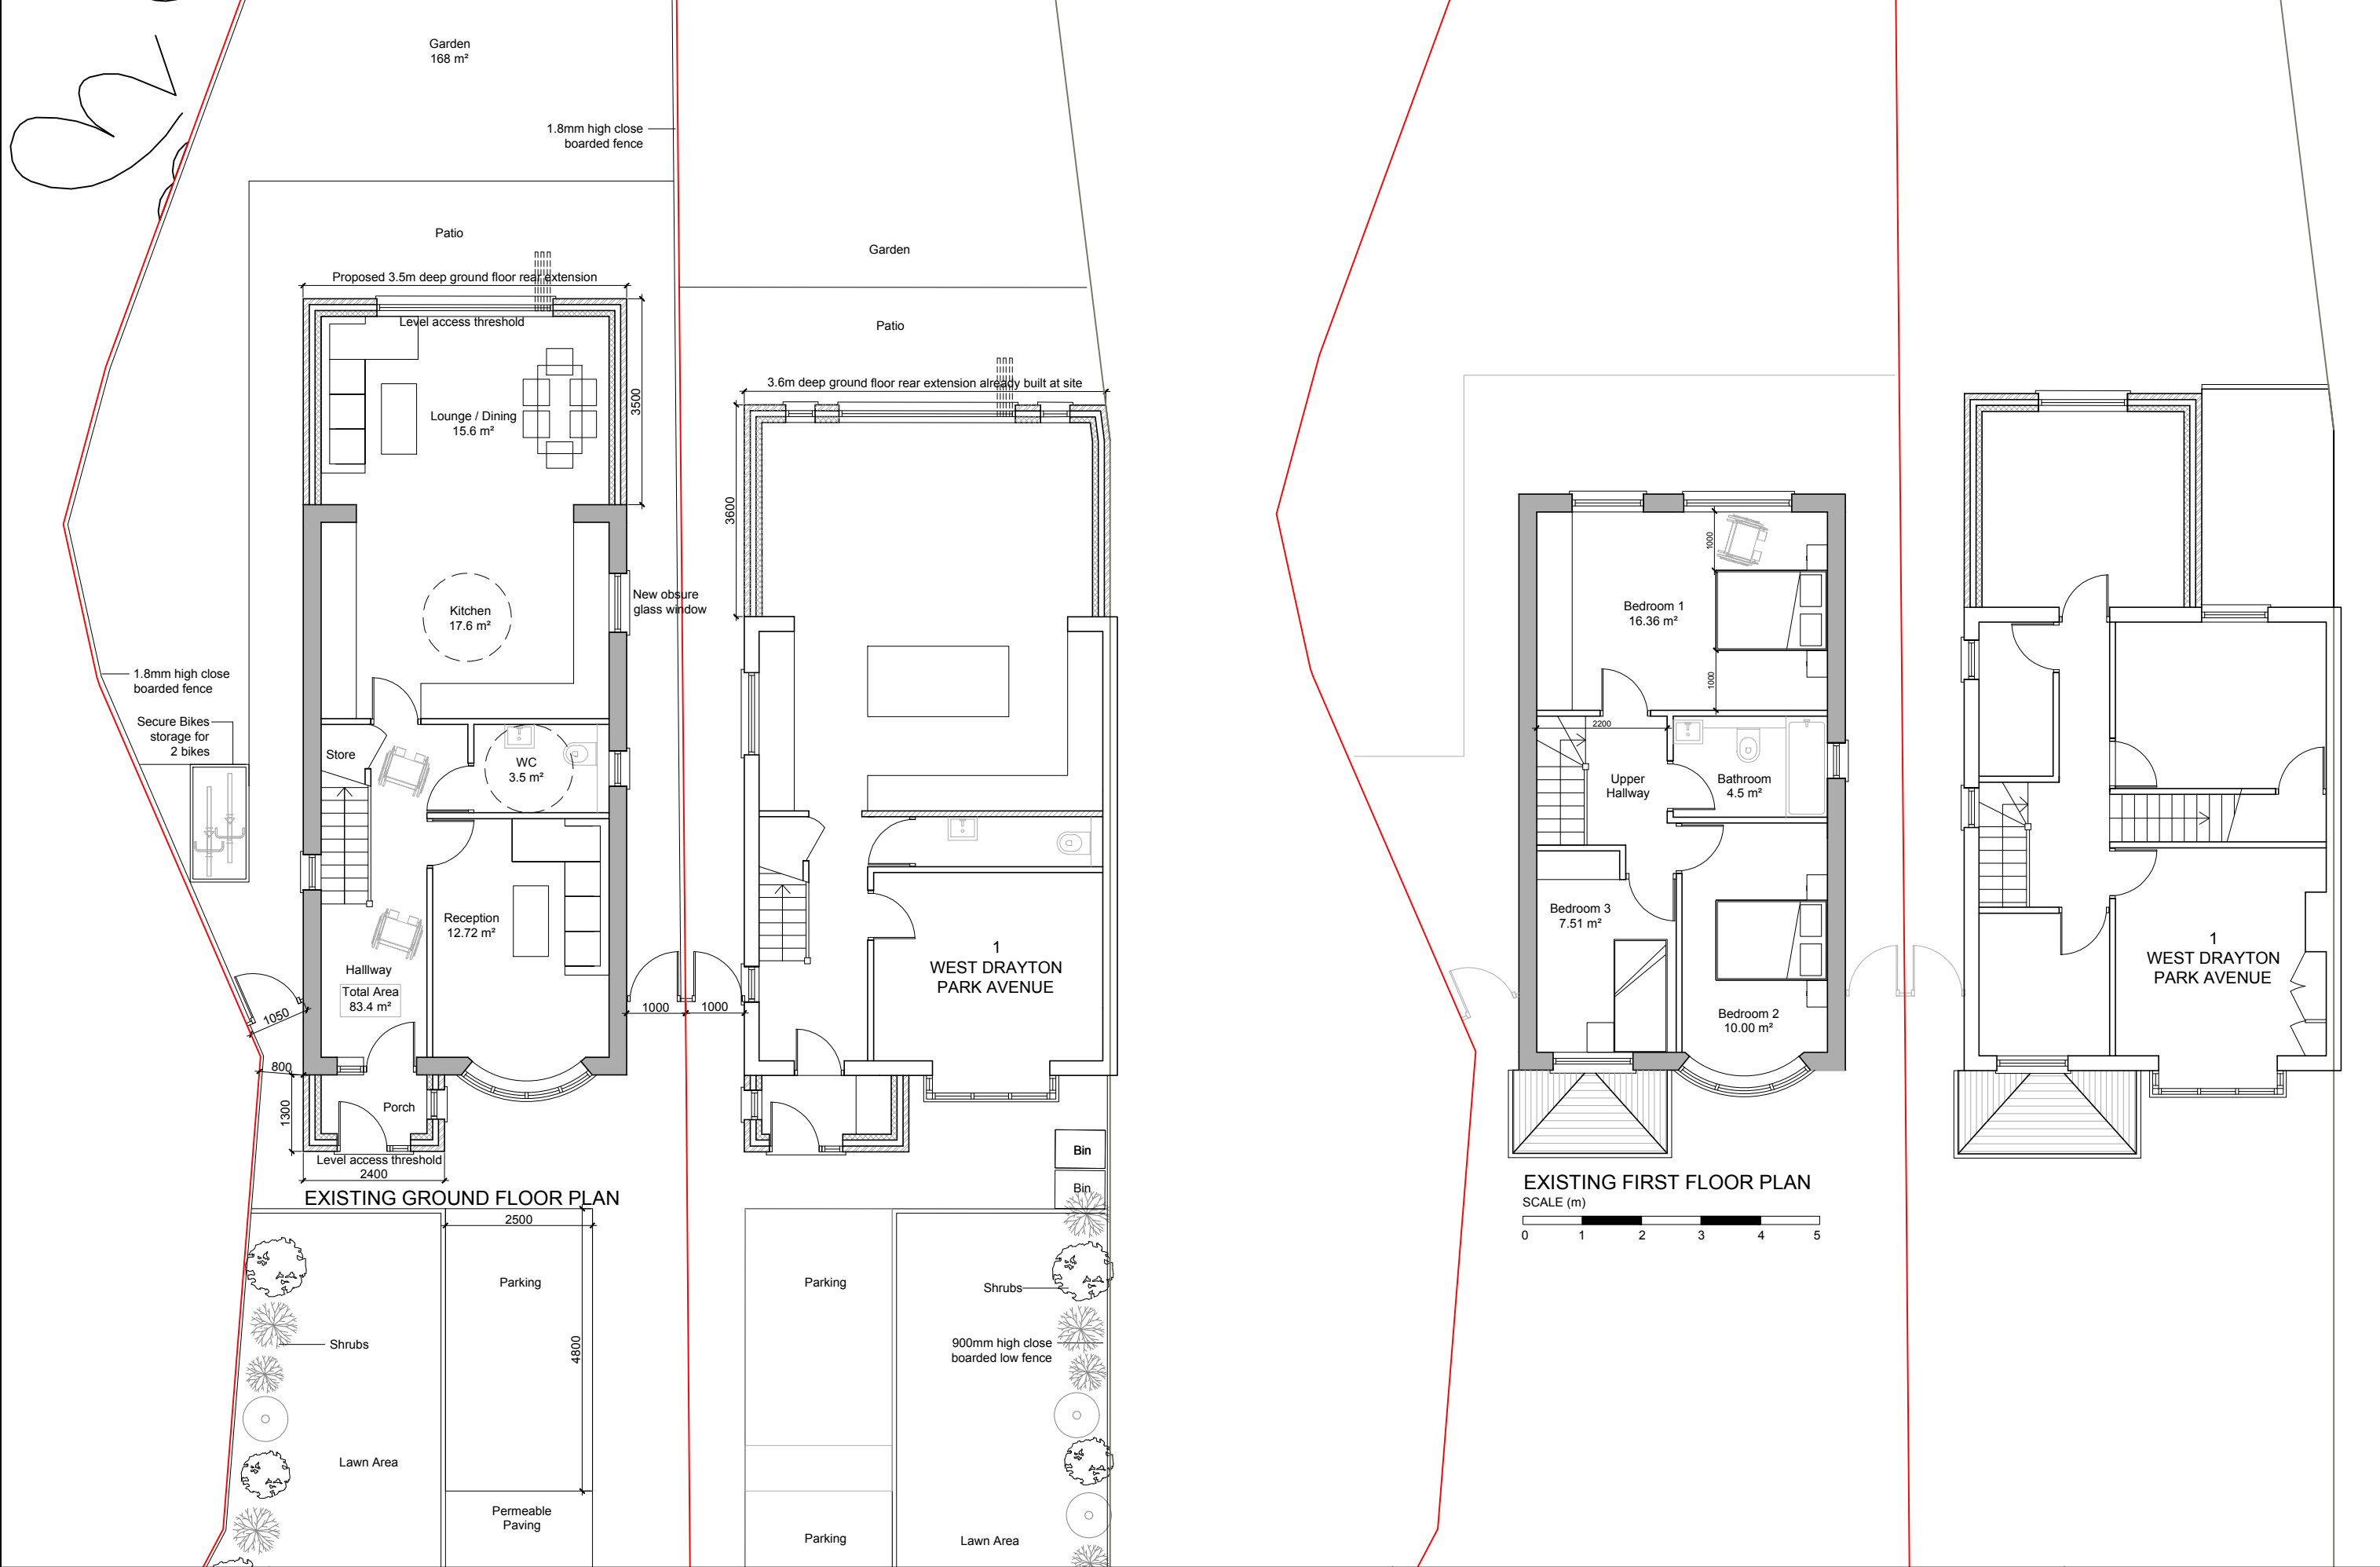 Garden
168 m²
1.8mm high close
boarded fence
Patio
Proposed 3.5m deep ground floor rear extension
Level access threshold
Lounge / Dining
15.6 m²
3500
Kitchen
17.6 m²
New obsure
glass window
1.8mm high close
boarded fence
Secure Bikes
storage for
2 bikes
Store
WC
3.5 m²
Reception
12.72 m²
Halllway
Total Area
83.4 m²
1050
800
1300
Porch
Level access threshold
2400
EXISTING GROUND FLOOR PLAN
2500
4800
Parking
Shrubs
Lawn Area
Permeable
Paving
1000
1000
Garden
Patio
3.6m deep ground floor rear extension already built at site
3600
1
WEST DRAYTON
PARK AVENUE
Bin
Bin
Parking
Shrubs
900mm high close
boarded low fence
Parking
Lawn Area
1000
Bedroom 1
16.36 m²
1000
2200
Upper
Hallway
Bathroom
4.5 m²
Bedroom 3
7.51 m²
Bedroom 2
10.00 m²
1
WEST DRAYTON
PARK AVENUE
EXISTING FIRST FLOOR PLAN
SCALE (m)
0 1 2 3 4 5